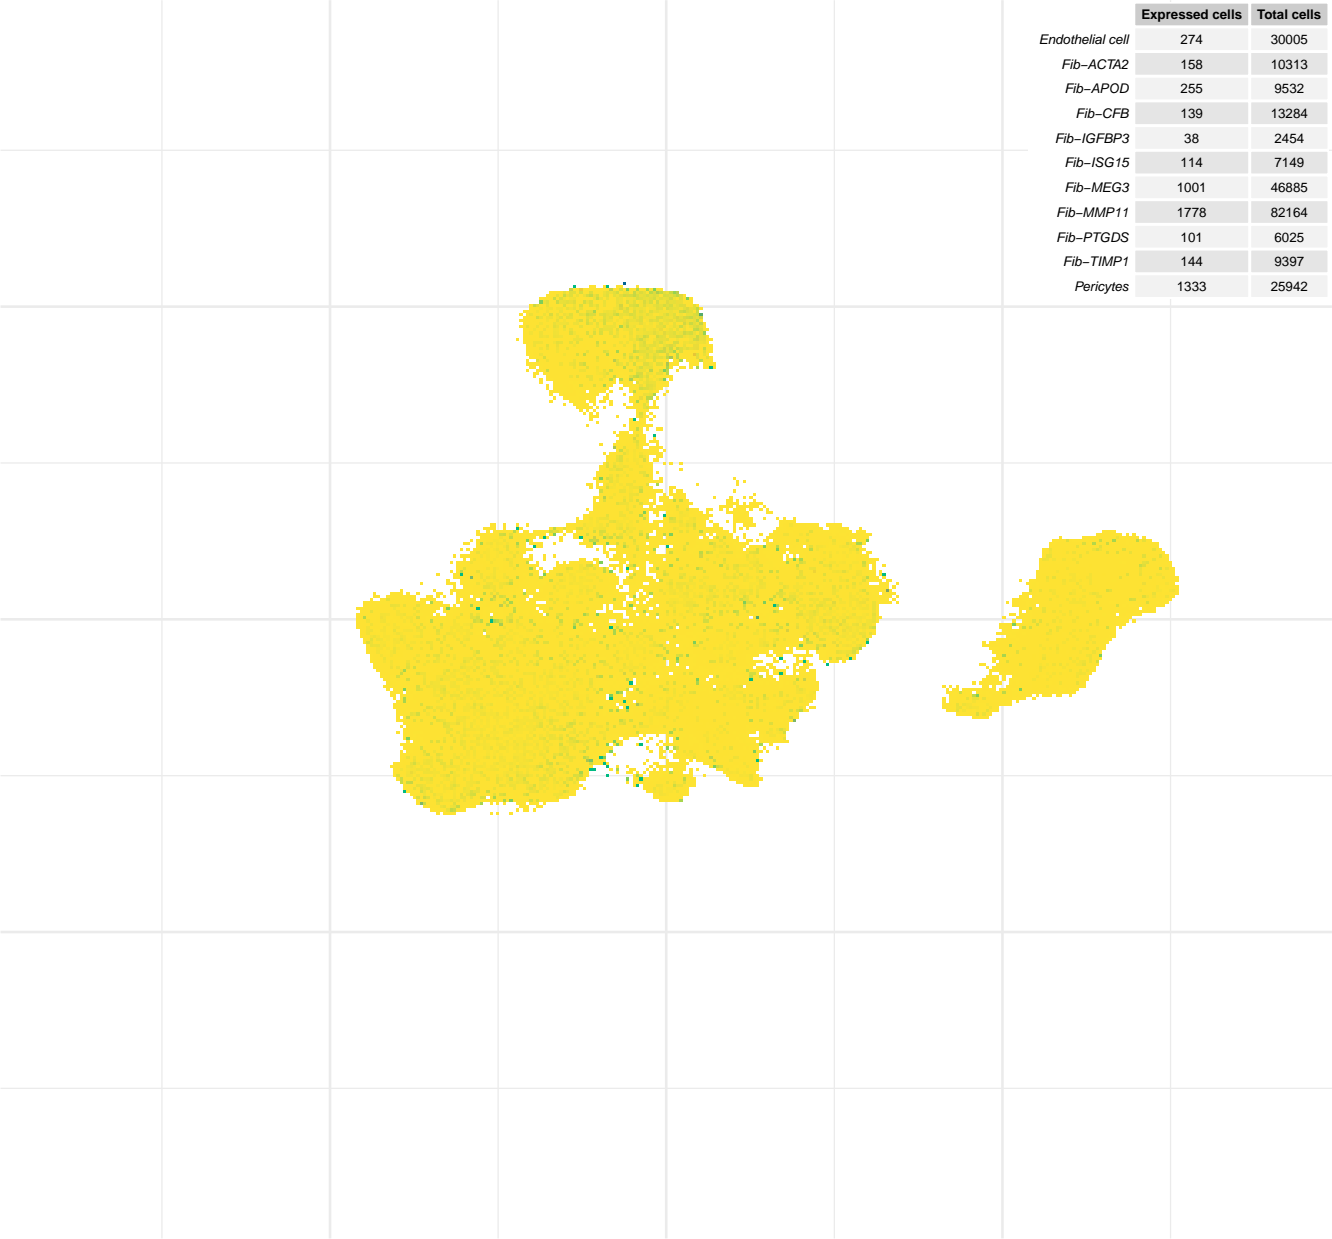 Expressed cells Total cells
Endothelial cell 274 30005
Fib−ACTA2 158 10313
Fib−APOD 255 9532
Fib−CFB 139 13284
Fib−IGFBP3 38 2454
Fib−ISG15 114 7149
Fib−MEG3 1001 46885
Fib−MMP11 1778 82164
Fib−PTGDS 101 6025
Fib−TIMP1 144 9397
Pericytes 1333 25942